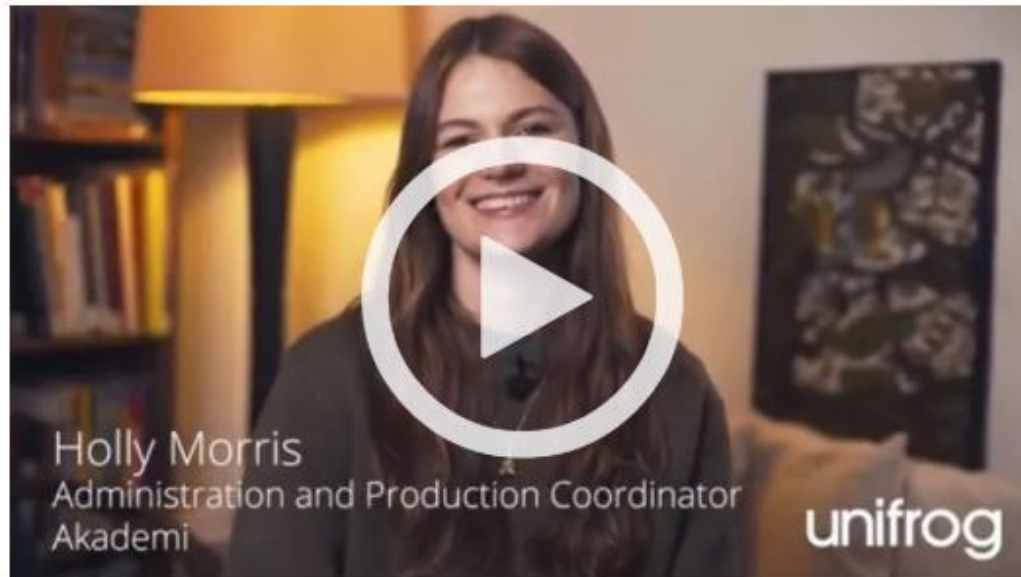 Holly Morris
Administration and Production Coordinator
Akademi
unifrog